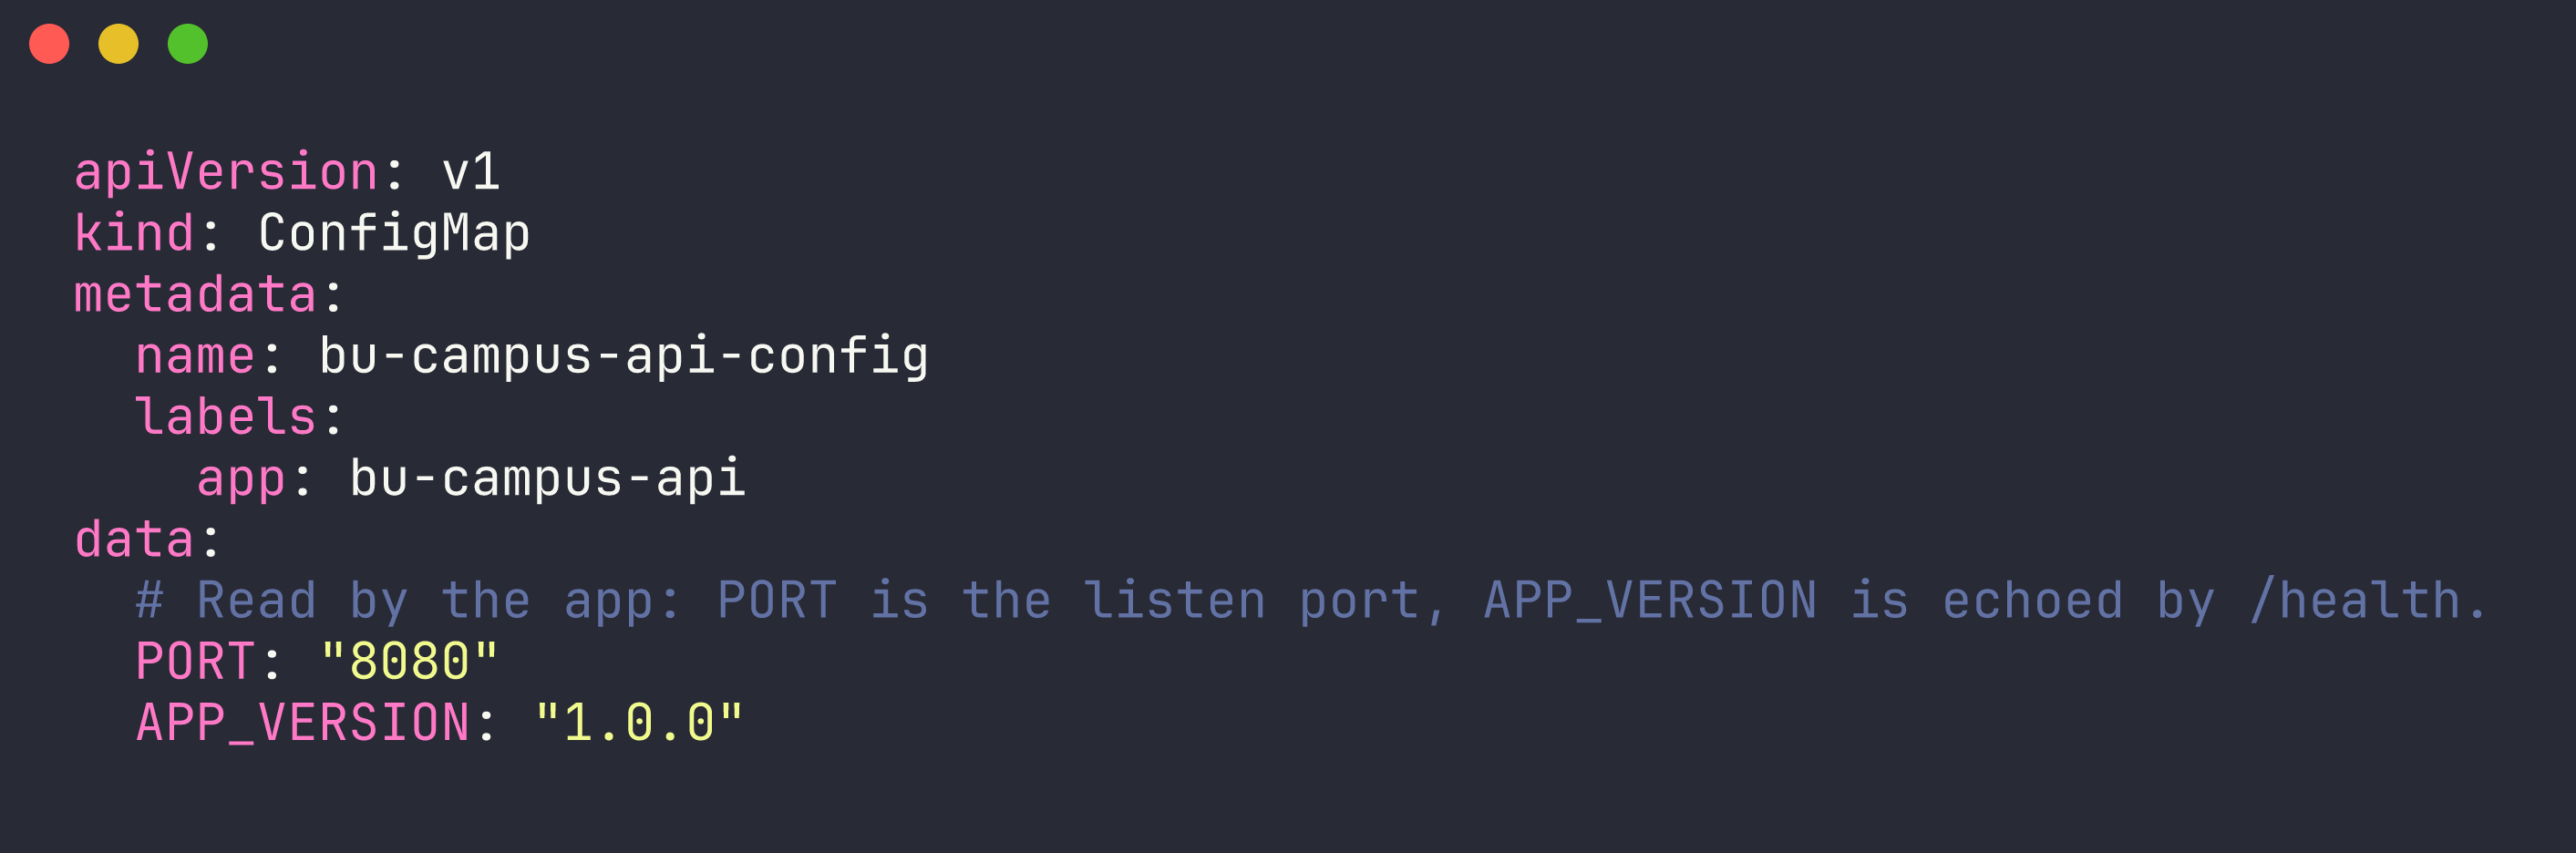 apiVersion: v1
kind: ConfigMap
metadata:
  name: bu-campus-api-config
  labels:
    app: bu-campus-api
data:
  # Read by the app: PORT is the listen port, APP_VERSION is echoed by /health.
  PORT: "8080"
  APP_VERSION: "1.0.0"